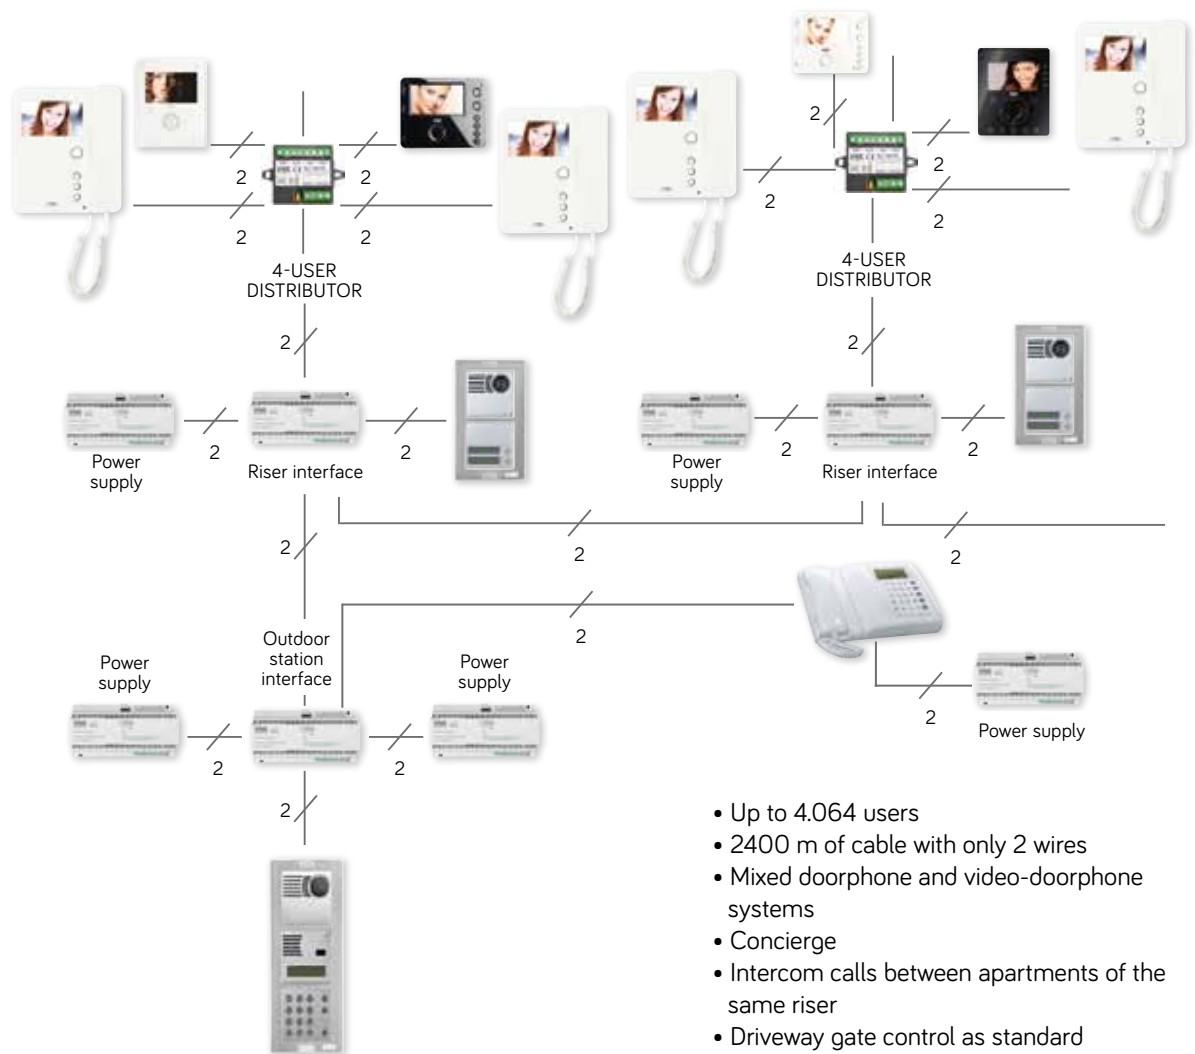 2
2
2
2
2
2
2
2
4-USER
DISTRIBUTOR
4-USER
DISTRIBUTOR
2
2
2
2
2
2
Power
supply
Riser interface
Power
supply
Riser interface
2
2
2
2
Outdoor
station
interface
Power
supply
Power
supply
2
2
2
Power supply
2
• Up to 4.064 users
• 2400 m of cable with only 2 wires
• Mixed doorphone and video-doorphone
systems
• Concierge
• Intercom calls between apartments of the
same riser
• Driveway gate control as standard